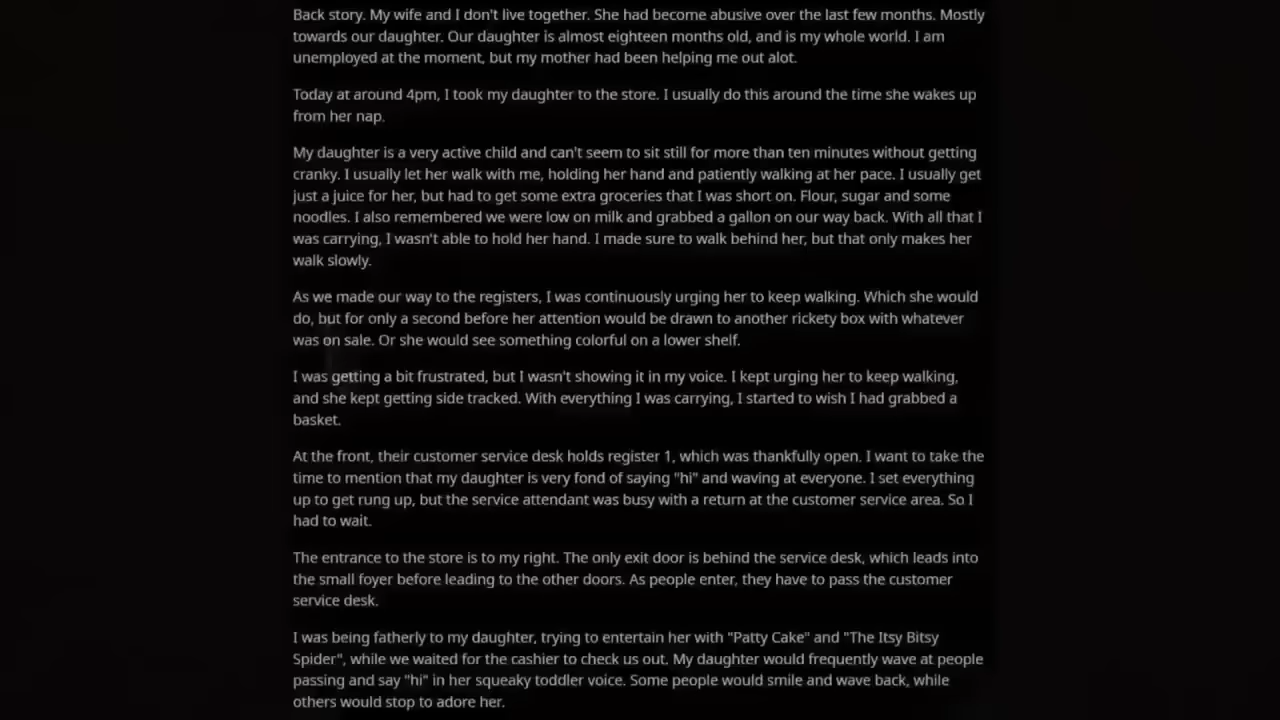 Back story. My wife and I don't live together. She had become abusive over the last few months. Mostly
towards our daughter. Our daughter is almost eighteen months old, and is my whole world. I am
unemployed at the moment, but my mother had been helping me out alot.
Today at around 4pm, I took my daughter to the store. I usually do this around the time she wakes up
from her nap.
My daughter is a very active child and can't seem to sit still for more than ten minutes without getting
cranky. I usually let her walk with me, holding her hand and patiently walking at her pace. I usually get
just a juice for her, but had to get some extra groceries that I was short on. Flour, sugar and some
noodles. I also remembered we were low on milk and grabbed a gallon on our way back. With all that I
was carrying, I wasn't able to hold her hand. I made sure to walk behind her, but that only makes her
walk slowly.
As we made our way to the registers, I was continuously urging her to keep walking. Which she would
do, but for only a second before her attention would be drawn to another rickety box with whatever
was on sale. Or she would see something colorful on a lower shelf.
I was getting a bit frustrated, but I wasn't showing it in my voice. I kept urging her to keep walking,
and she kept getting side tracked. With everything I was carrying, I started to wish I had grabbed a
basket.
At the front, their customer service desk holds register 1, which was thankfully open. I want to take the
time to mention that my daughter is very fond of saying "hi" and waving at everyone. I set everything
up to get rung up, but the service attendant was busy with a return at the customer service area. So I
had to wait.
The entrance to the store is to my right. The only exit door is behind the service desk, which leads into
the small foyer before leading to the other doors. As people enter, they have to pass the customer
service desk.
I was being fatherly to my daughter, trying to entertain her with "Patty Cake" and "The Itsy Bitsy
Spider", while we waited for the cashier to check us out. My daughter would frequently wave at people
passing and say "hi" in her squeaky toddler voice. Some people would smile and wave back, while
others would stop to adore her.